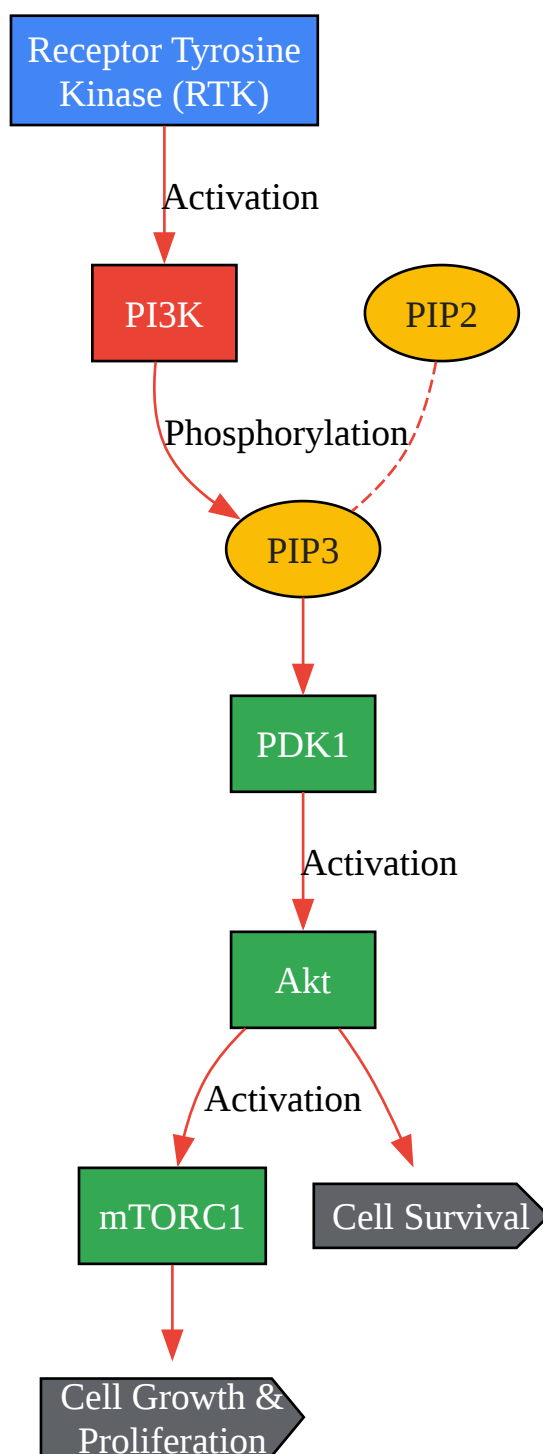 Receptor Tyrosine
Kinase (RTK)
Activation
PI3K
PIP2
Phosphorylation
PIP3
PDK1
Activation
Akt
Activation
mTORC1
Cell Survival
Cell Growth &
Proliferation